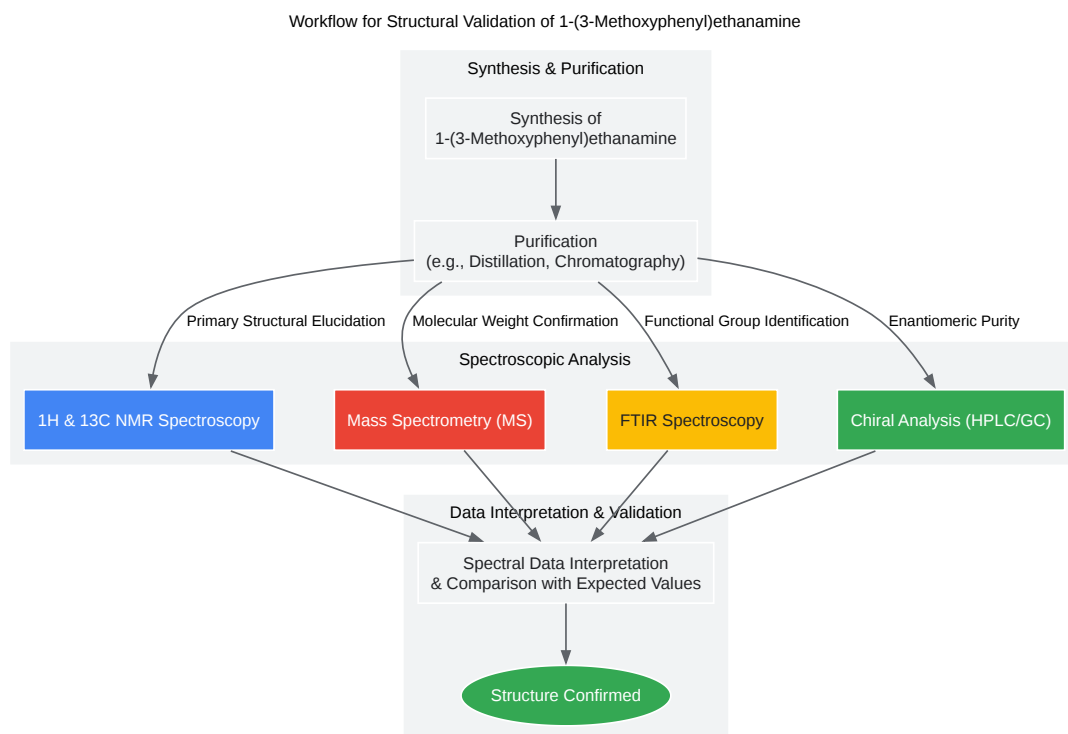 Workflow for Structural Validation of 1-(3-Methoxyphenyl)ethanamine
Synthesis & Purification
Synthesis of
1-(3-Methoxyphenyl)ethanamine
Purification
(e.g., Distillation, Chromatography)
Primary Structural Elucidation
Molecular Weight Confirmation
Functional Group Identification
Enantiomeric Purity
Spectroscopic Analysis
1H & 13C NMR Spectroscopy
Mass Spectrometry (MS)
FTIR Spectroscopy
Chiral Analysis (HPLC/GC)
Data Interpretation & Validation
Spectral Data Interpretation
& Comparison with Expected Values
Structure Confirmed